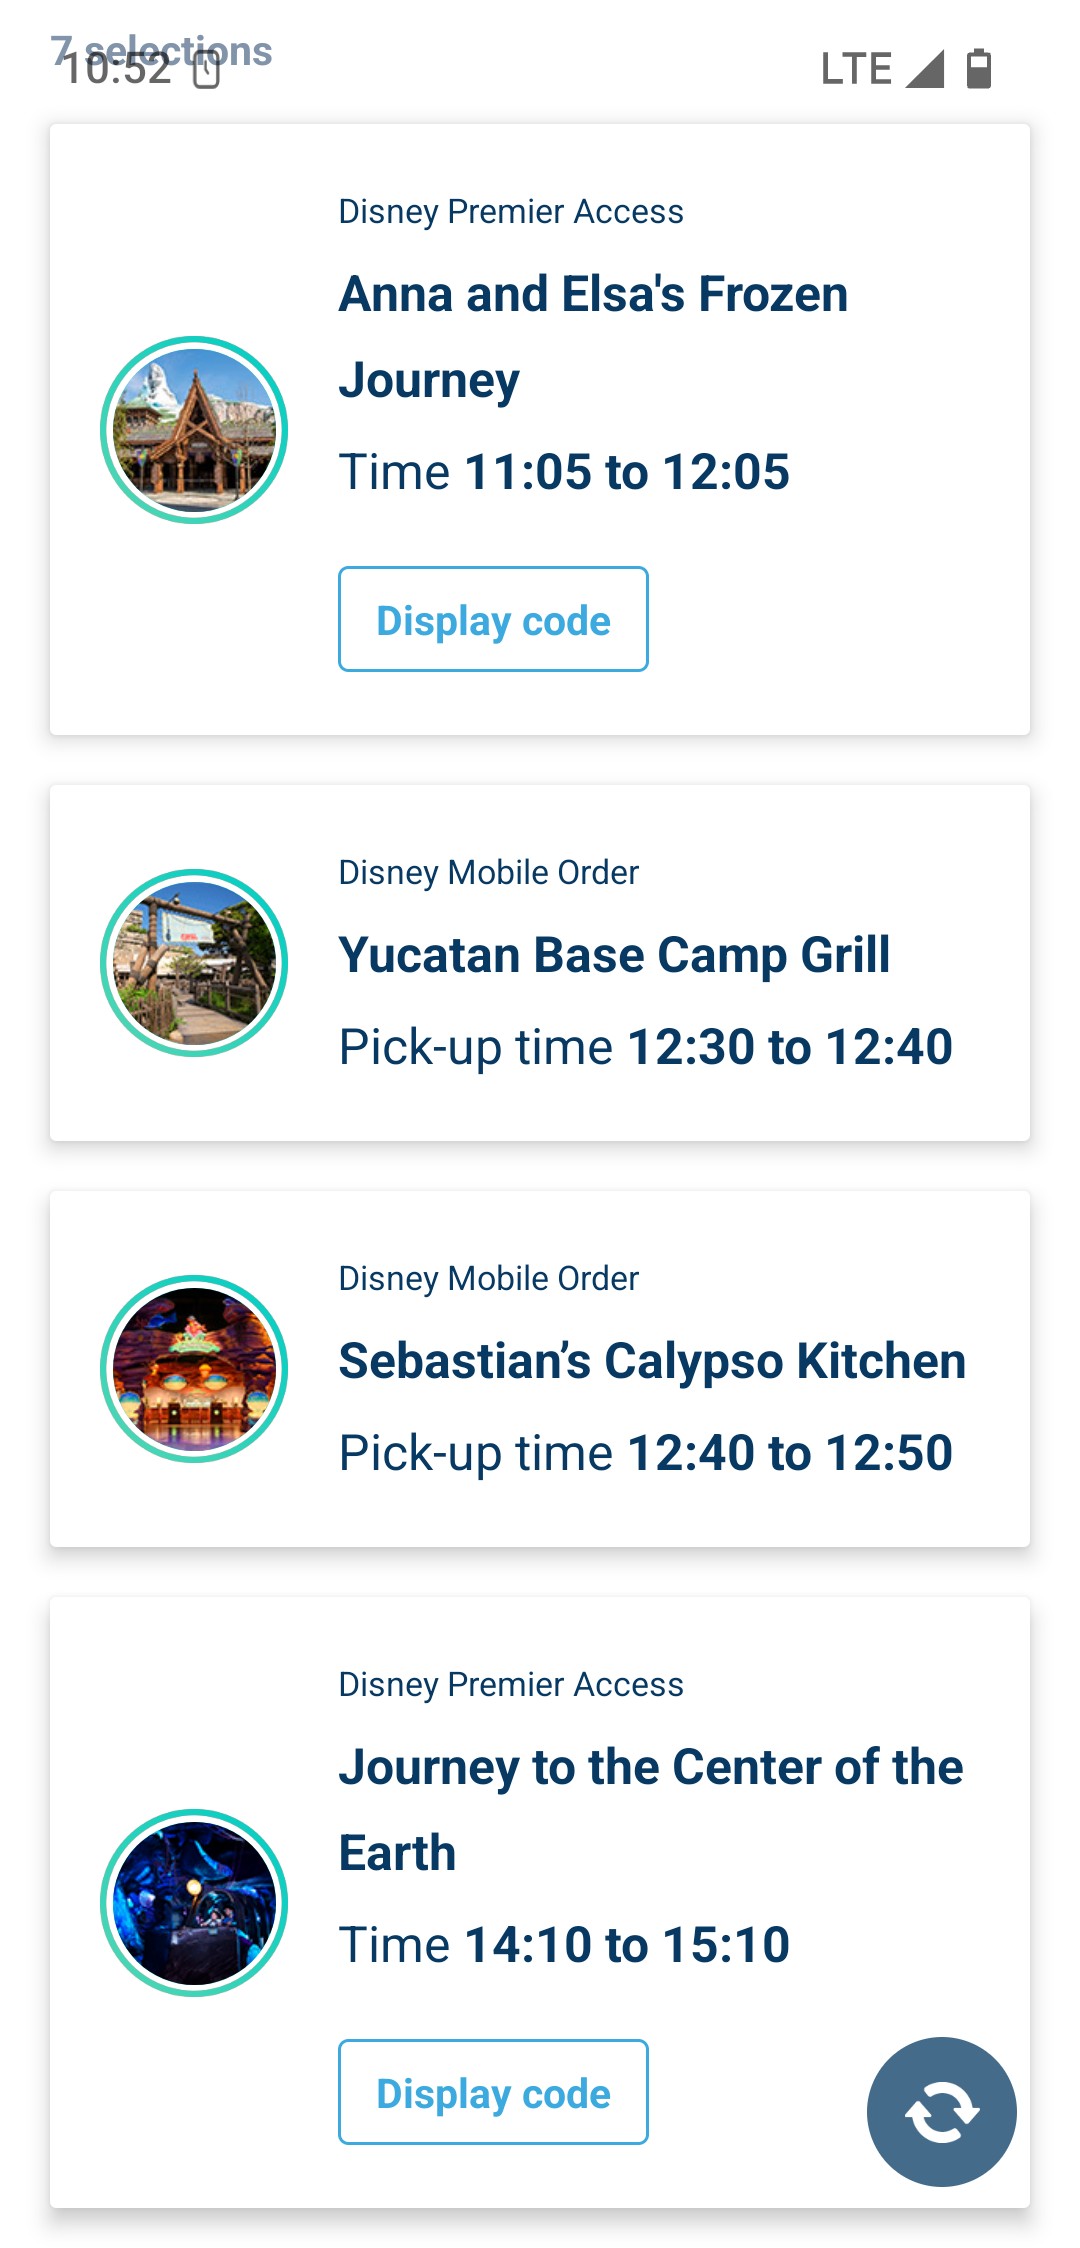 7 selections
10:52
LTE
Disney Premier Access
Anna and Elsa's Frozen
Journey
Time 11:05 to 12:05
Display code
Disney Mobile Order
Yucatan Base Camp Grill
Pick-up time 12:30 to 12:40
Disney Mobile Order
Sebastian’s Calypso Kitchen
Pick-up time 12:40 to 12:50
Disney Premier Access
Journey to the Center of the
Earth
Time 14:10 to 15:10
Display code